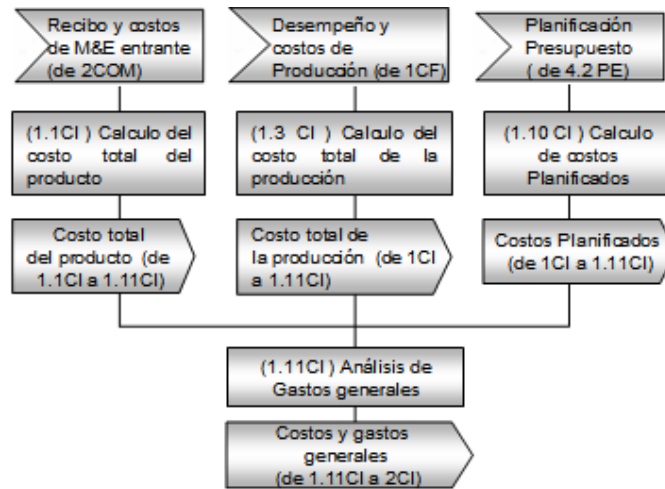 Recibo y costos
de M&E entrante
(de 2COM)
Desempeño y
costos de
Producción (de 1CF)
Planificación
Presupuesto
( de 4.2 PE)
(1.1CI ) Calculo del
costo total del
producto
(1.3 CI ) Calculo del
costo total de la
producción
(1.10 CI ) Calculo
de costos
Planificados
Costo total
del producto (de
1.1CI a 1.11CI)
Costo total de
la producción (de 1CI
a 1.11CI)
Costos Planificados
(de 1CI a 1.11CI)
(1.11CI ) Análisis de
Gastos generales
Costos y gastos
generales
(de 1.11CI a 2CI)